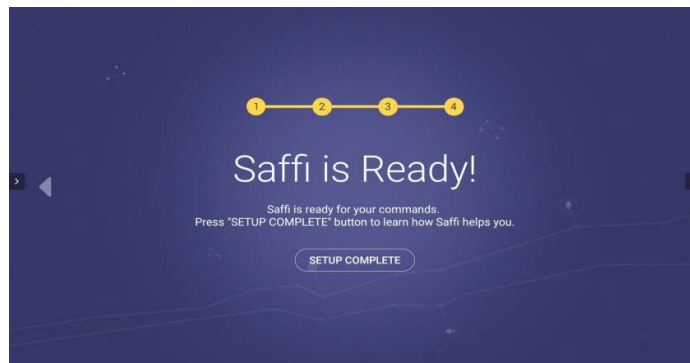 1 2 3 4
Saffi is Ready!
Saffi is ready for your commands.
Press "SETUP COMPLETE" button to learn how Saffi helps you.
SETUP COMPLETE